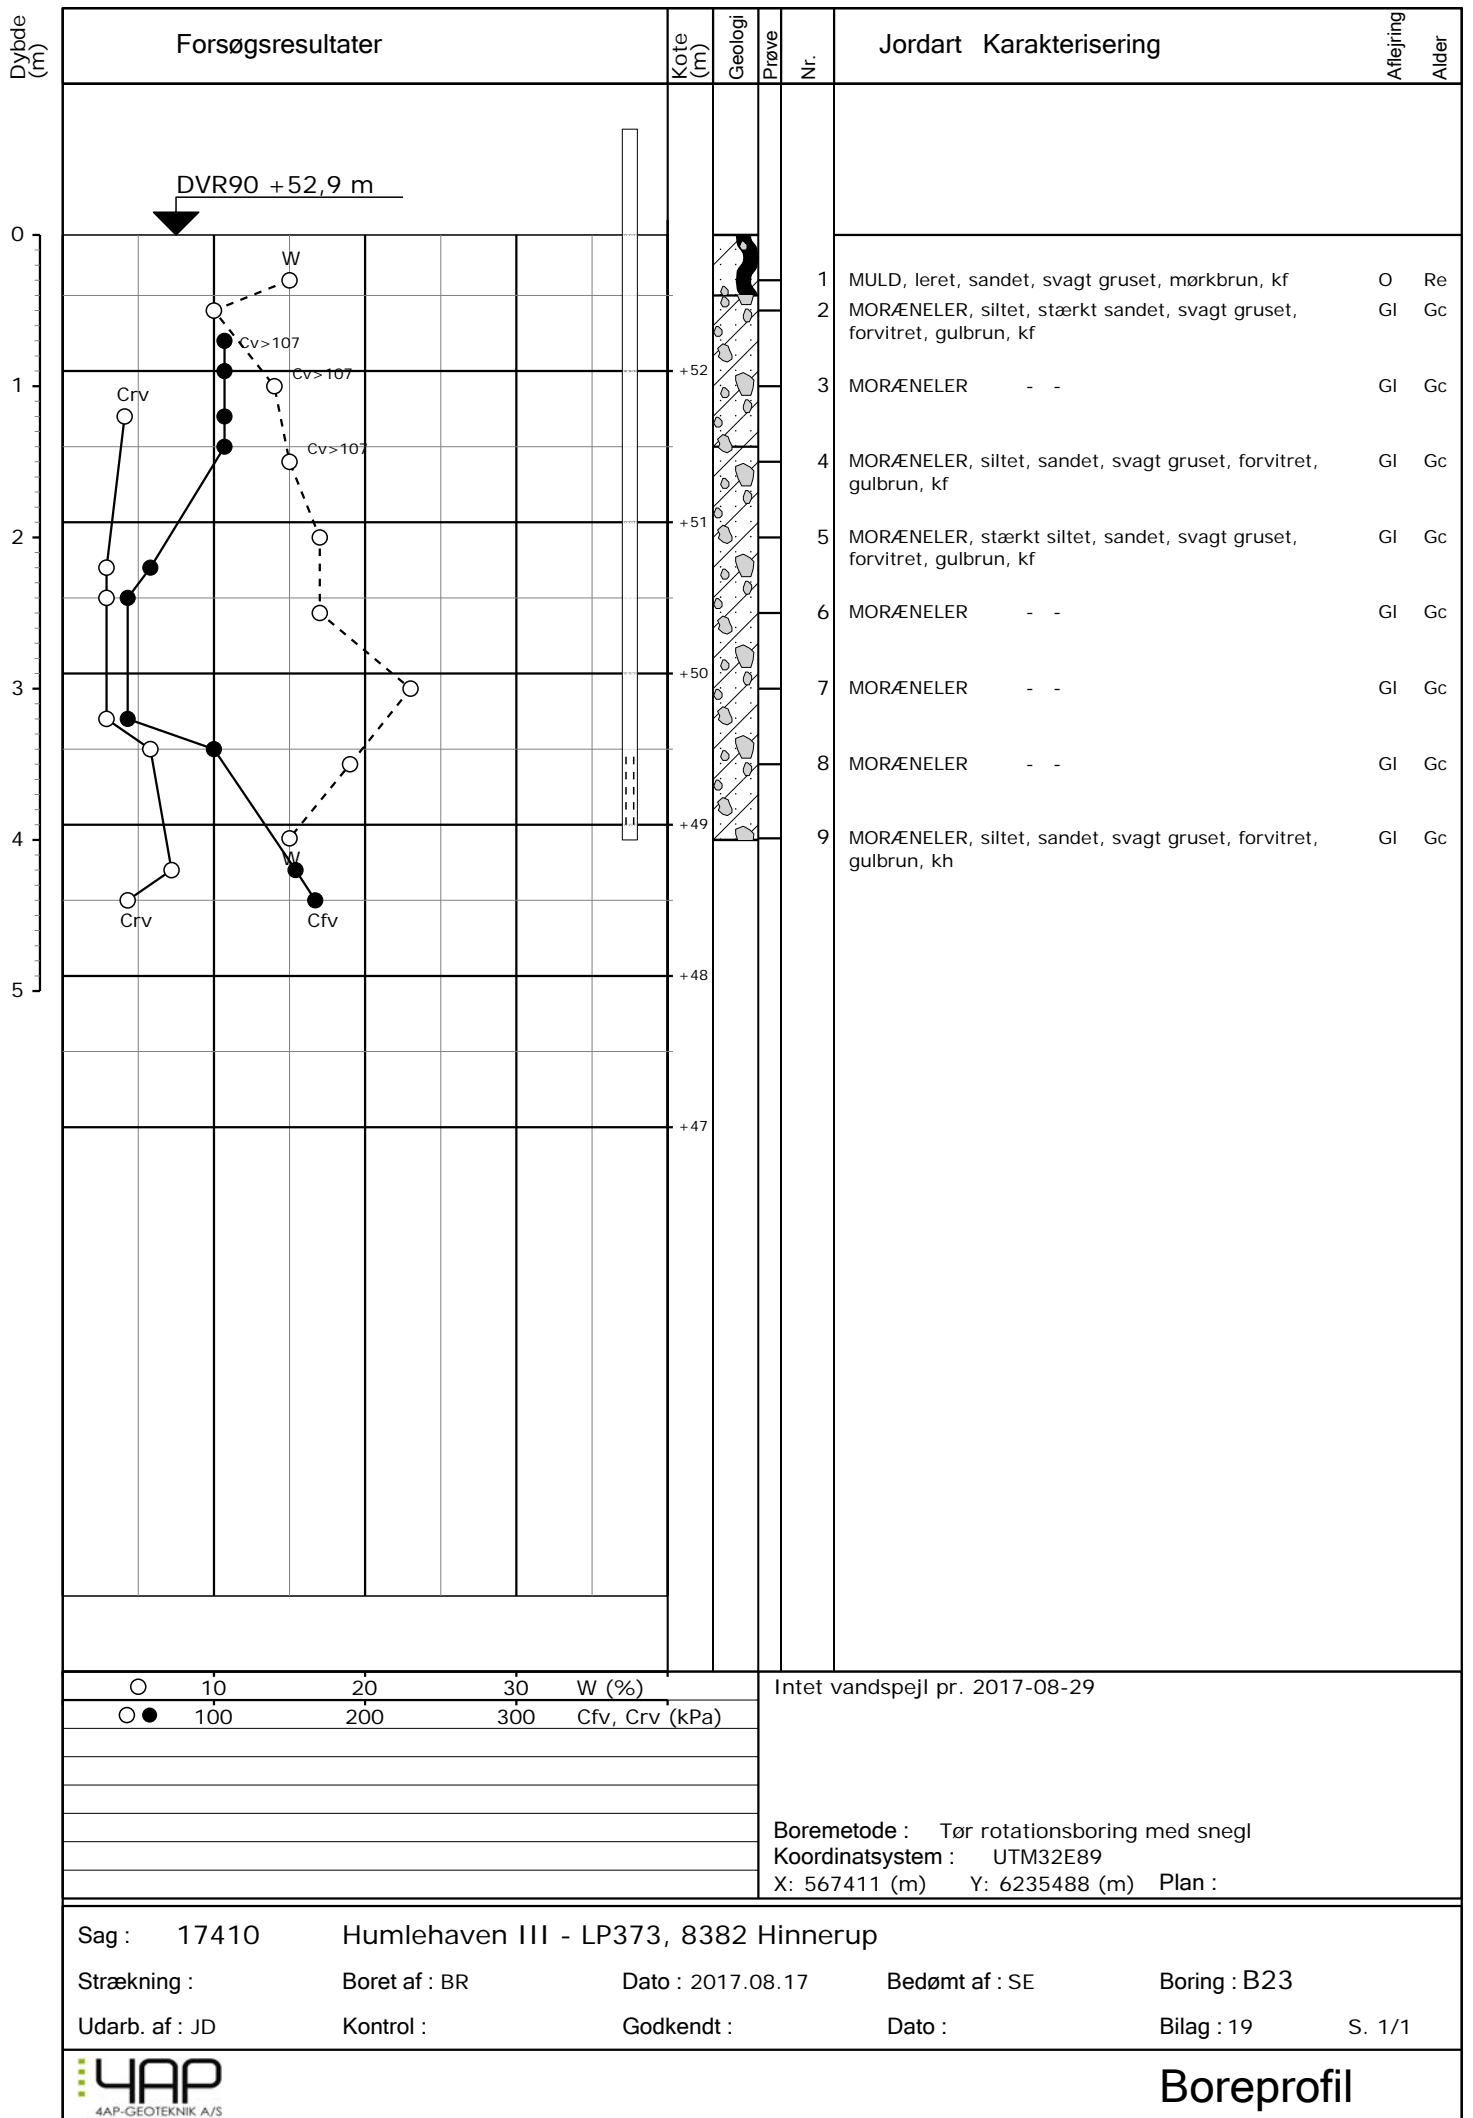 Dybde (m)
Forsøgsresultater
Kote (m)
Geologi
Prøve
Nr.
Jordart Karakterisering
Aflejring
Alder
DVR90 +52,9 m
0
W
1 MULD, leret, sandet, svagt gruset, mørkbrun, kf O Re
2 MORÆNELER, siltet, stærkt sandet, svagt gruset, Gl Gc
forvitret, gulbrun, kf
Cv>107
+52
Cv>107
1
3 MORÆNELER - - Gl Gc
Crv
Cv>107
4 MORÆNELER, siltet, sandet, svagt gruset, forvitret, Gl Gc
gulbrun, kf
+51
2
5 MORÆNELER, stærkt siltet, sandet, svagt gruset, Gl Gc
forvitret, gulbrun, kf
6 MORÆNELER - - Gl Gc
+50
3
7 MORÆNELER - - Gl Gc
8 MORÆNELER - - Gl Gc
+49
4
9 MORÆNELER, siltet, sandet, svagt gruset, forvitret, Gl Gc
gulbrun, kh
W
Crv
Cfv
+48
5
+47
10 20 30 W (%)
100 200 300 Cfv, Crv (kPa)
Intet vandspejl pr. 2017-08-29
Boremetode : Tør rotationsboring med snegl
Koordinatsystem : UTM32E89
X: 567411 (m) Y: 6235488 (m) Plan :
Sag : 17410 Humlehaven III - LP373, 8382 Hinnerup
Strækning : Boret af : BR Dato : 2017.08.17 Bedømt af : SE Boring : B23
Udarb. af : JD Kontrol : Godkendt : Dato : Bilag : 19 S. 1/1
4AP
4AP-GEOTEKNIK A/S
Boreprofil